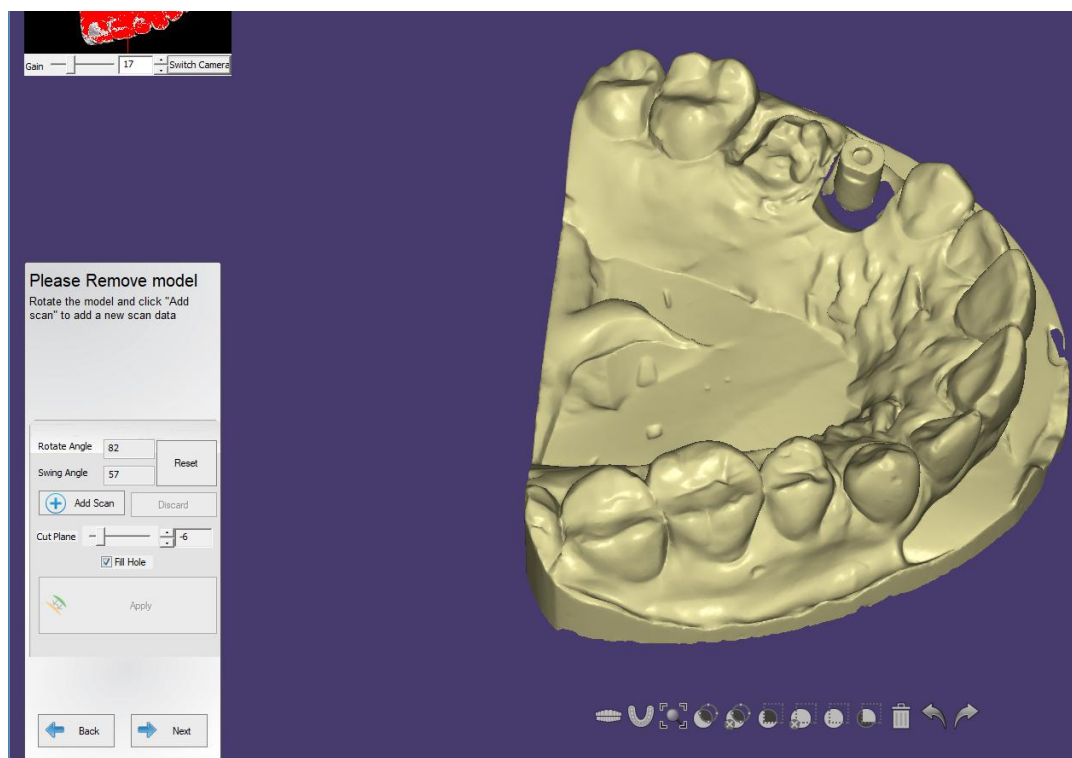 Gain 17 Switch Camera
Please Remove model
Rotate the model and click "Add
scan" to add a new scan data
Rotate Angle 82
Reset
Swing Angle 57
Add Scan Discard
Cut Plane -6
Fill Hole
Apply
Back Next